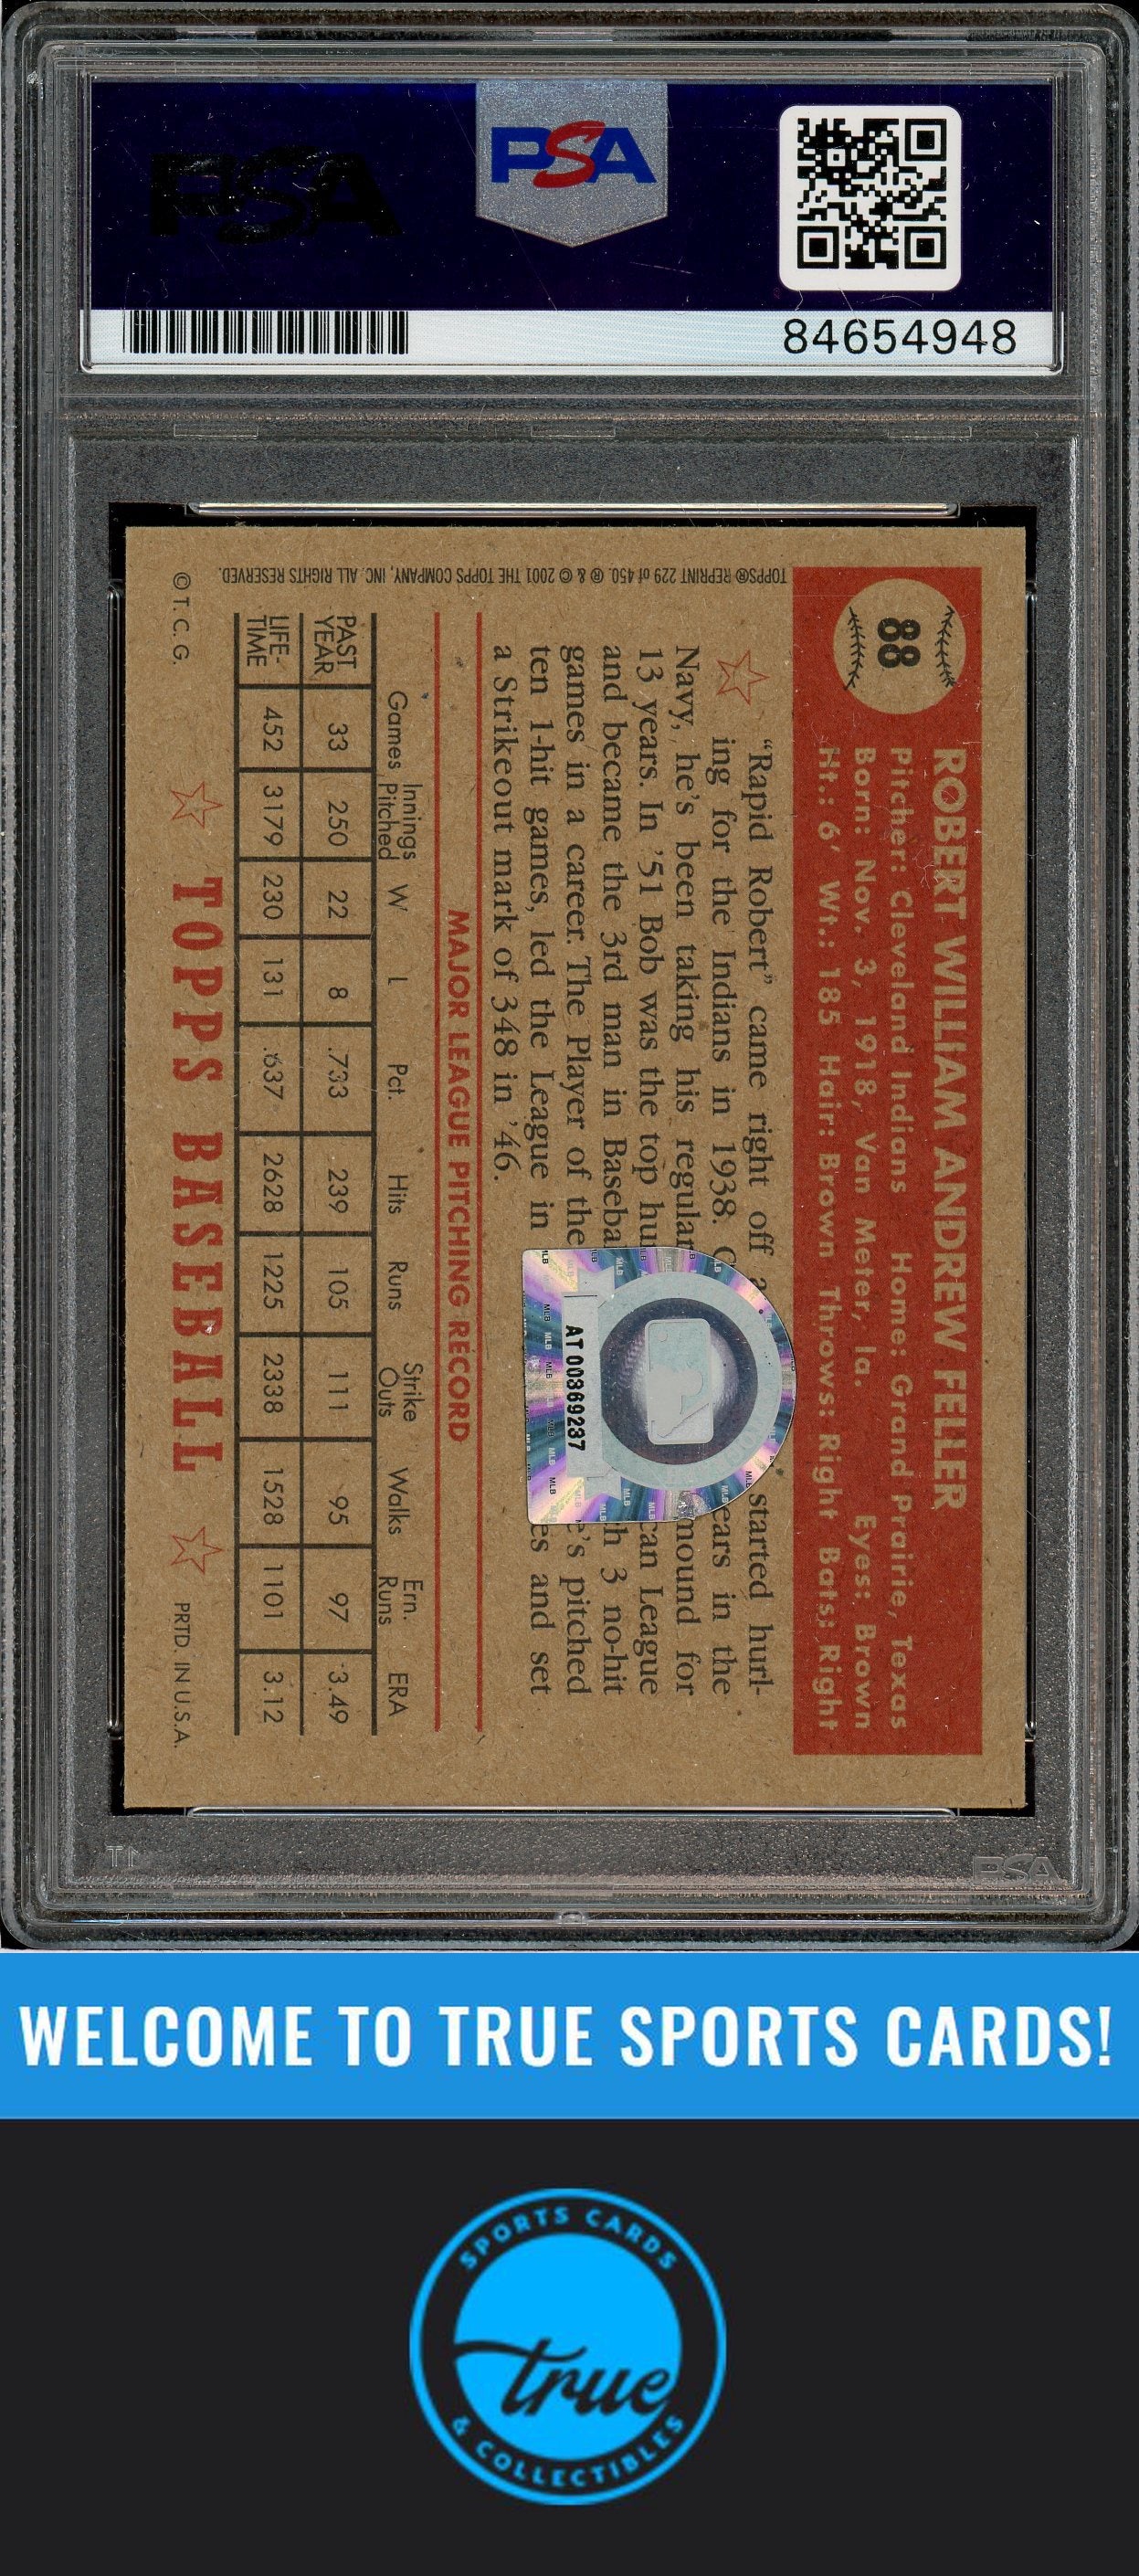 PSA
PSA
84654948
TOPPS® REPRINT 229 of 450. ® & © 2001 THE TOPPS COMPANY, INC. ALL RIGHTS RESERVED.
88
ROBERT WILLIAM ANDREW FELLER
Pitcher: Cleveland Indians Home: Grand Prairie, Texas
Born: Nov. 3, 1918, Van Meter, Ia. Eyes: Brown
Ht.: 6' Wt.: 185 Hair: Brown Throws: Right Bats: Right
"Rapid Robert" came right off a started hurl-
ing for the Indians in 1938. ears in the
Navy, he's been taking his regular mound for
13 years. In '51 Bob was the top hur can League
and became the 3rd man in Baseba h 3 no-hit
games in a career. The Player of the e's pitched
ten 1-hit games, led the League in es and set
a Strikeout mark of 348 in '46.
AT 00369237
MAJOR LEAGUE PITCHING RECORD
Games Innings Pitched W L Pct. Hits Runs Strike Outs Walks Ern. Runs ERA
PAST YEAR 33 250 22 8 .733 239 105 111 95 97 3.49
LIFE-TIME 452 3179 230 131 .637 2628 1225 2338 1528 1101 3.12
© T. C. G.
TOPPS BASEBALL
PRTD. IN U.S.A.
PSA
WELCOME TO TRUE SPORTS CARDS!
SPORTS CARDS
true
& COLLECTIBLES